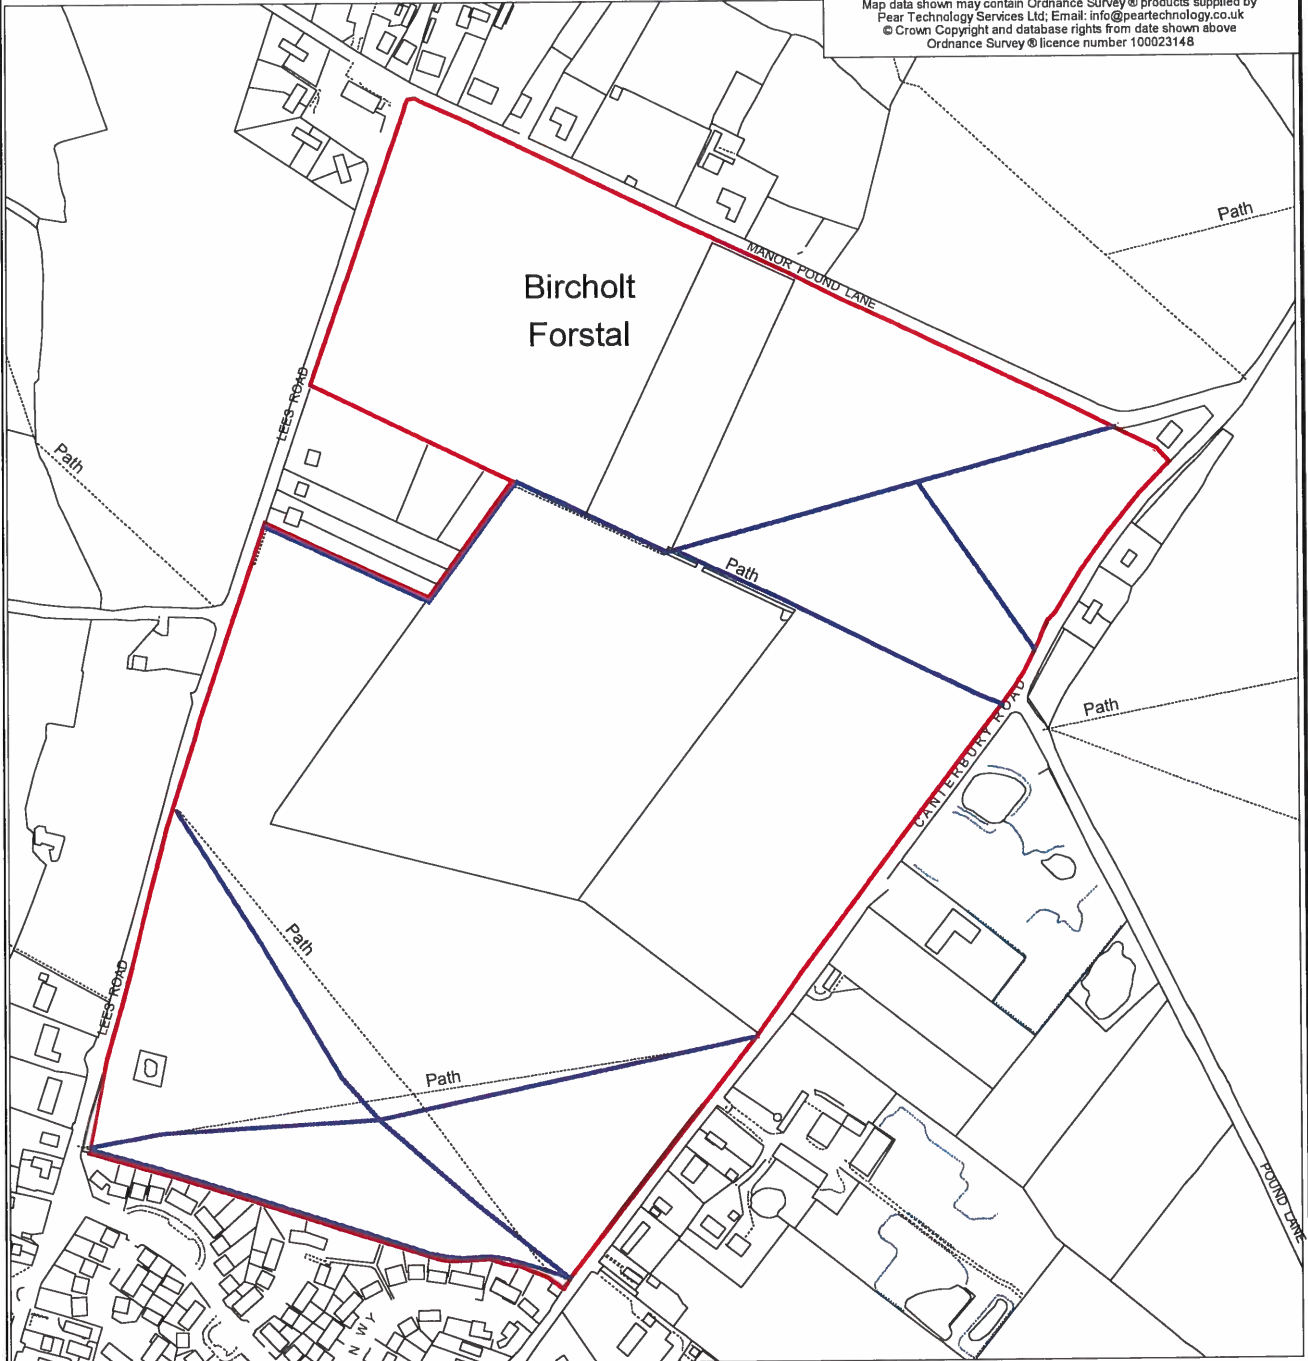 Map data shown may contain Ordnance Survey ® products supplied by
Pear Technology Services Ltd; Email: info@peartechnology.co.uk
© Crown Copyright and database rights from date shown above
Ordnance Survey ® licence number 100023148
Path
MANOR POUND LANE
Bircholt
Forstal
LEES ROAD
Path
Path
Path
CANTERBURY ROAD
Path
LEES ROAD
Path
POUND LANE
N WY